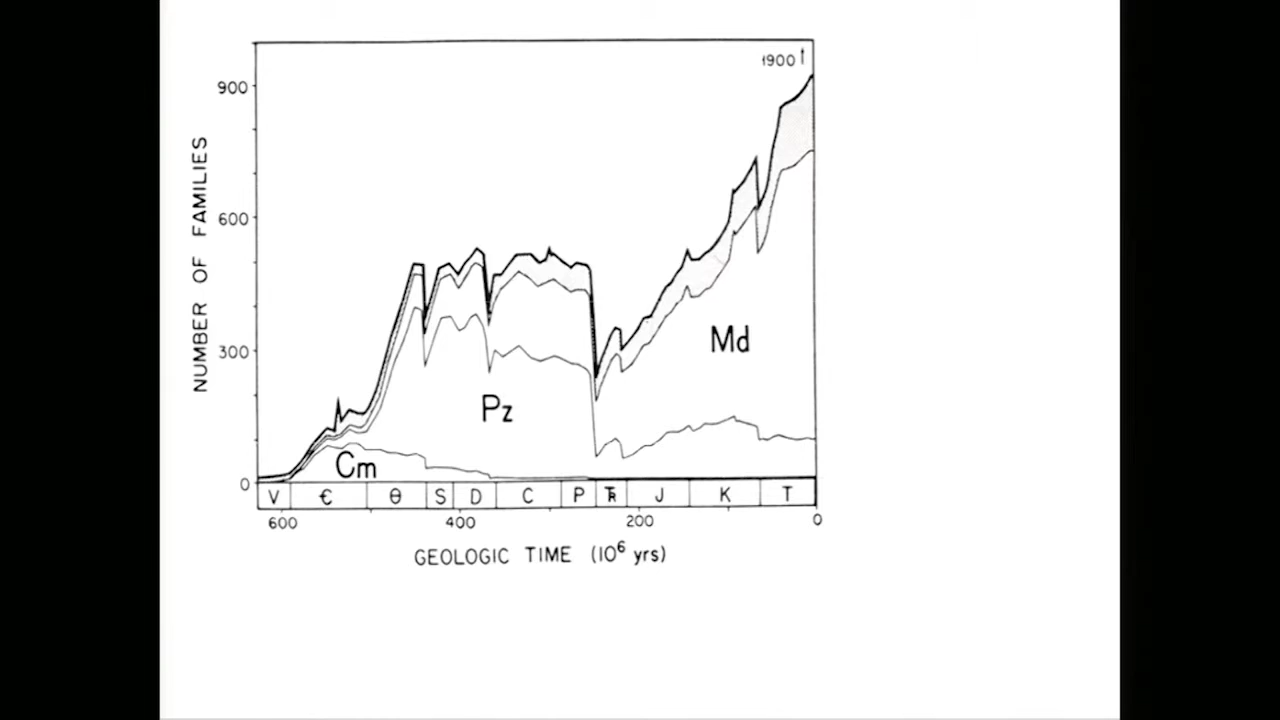 1900↑
900
600
300
0
NUMBER OF FAMILIES
Cm
Pz
Md
V Є Ѳ S D C P TR J K T
600 400 200 0
GEOLOGIC TIME (10⁶ yrs)